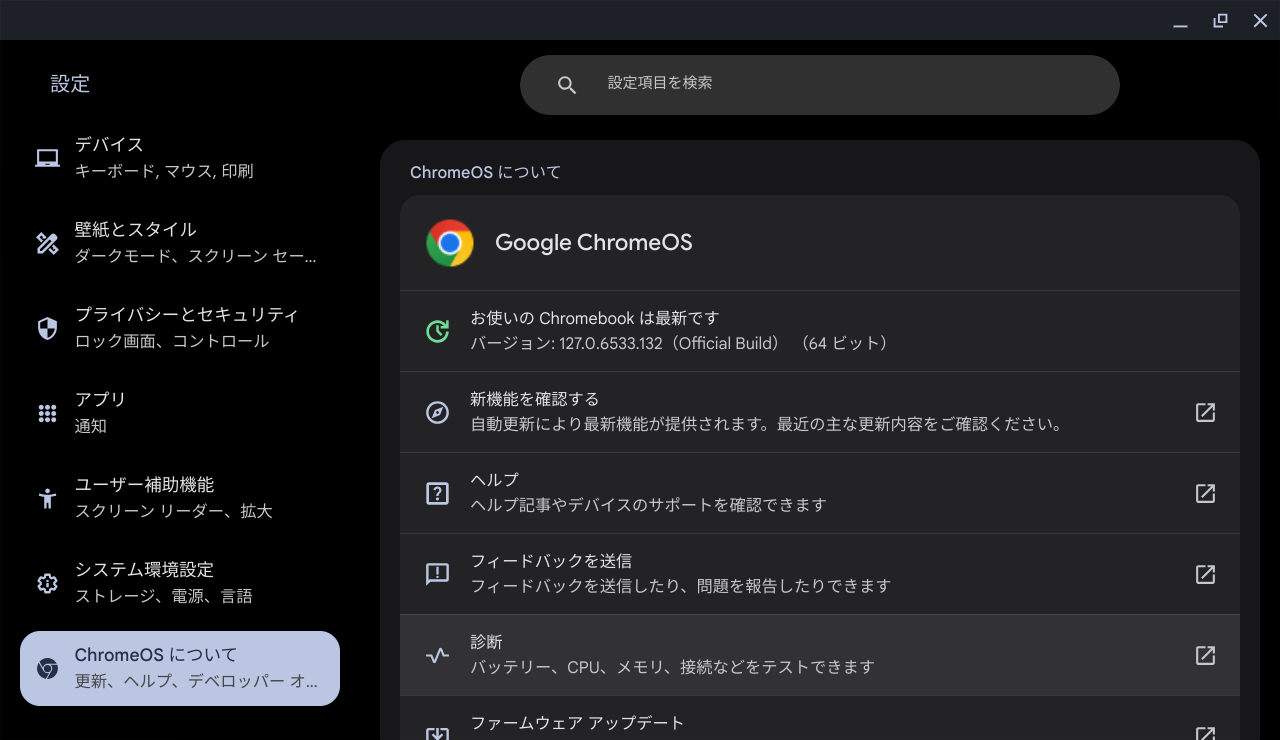 設定
設定項目を検索
デバイス
キーボード, マウス, 印刷
壁紙とスタイル
ダークモード、スクリーン セー...
プライバシーとセキュリティ
ロック画面、コントロール
アプリ
通知
ユーザー補助機能
スクリーン リーダー、拡大
システム環境設定
ストレージ、電源、言語
ChromeOS について
更新、ヘルプ、デベロッパー オ...
ChromeOS について
Google ChromeOS
お使いの Chromebook は最新です
バージョン: 127.0.6533.132（Official Build） （64 ビット）
新機能を確認する
自動更新により最新機能が提供されます。最近の主な更新内容をご確認ください。
ヘルプ
ヘルプ記事やデバイスのサポートを確認できます
フィードバックを送信
フィードバックを送信したり、問題を報告したりできます
診断
バッテリー、CPU、メモリ、接続などをテストできます
ファームウェア アップデート